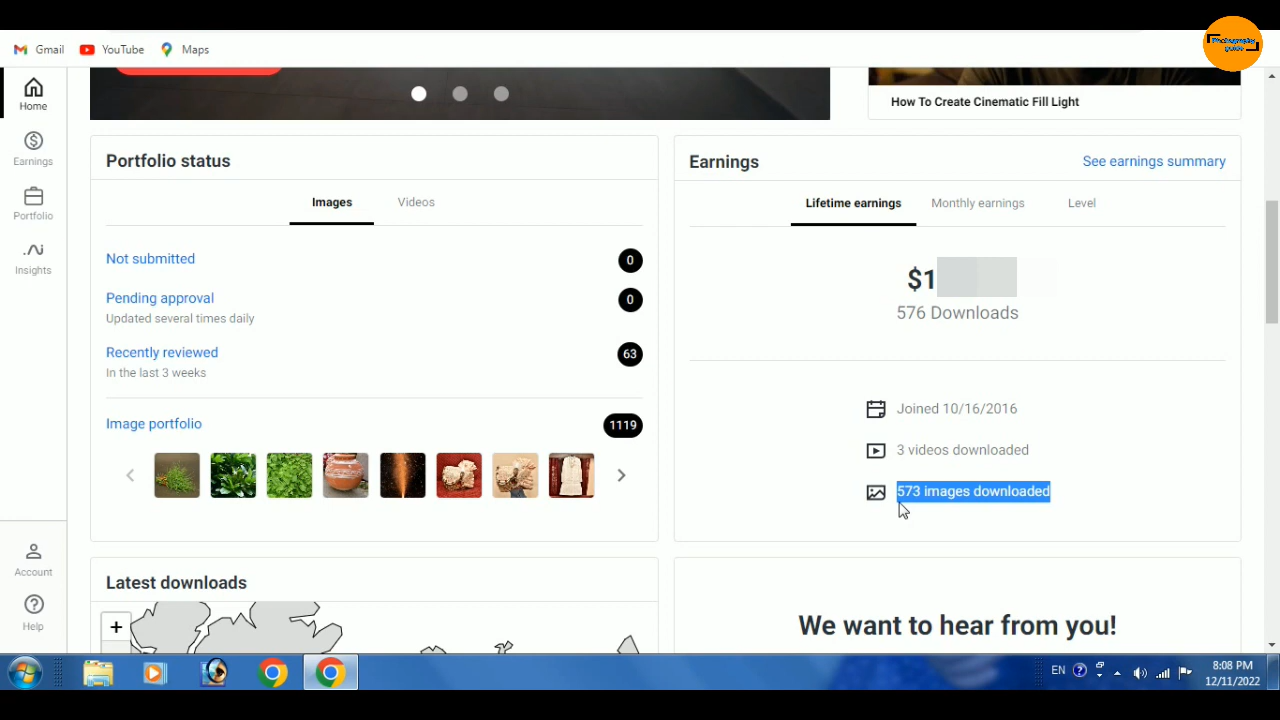 Gmail
YouTube
Maps
Photography
guide
Home
Earnings
Portfolio
Insights
Account
Help
How To Create Cinematic Fill Light
Portfolio status
Images
Videos
Not submitted
0
Pending approval
0
Updated several times daily
Recently reviewed
63
In the last 3 weeks
Image portfolio
1119
Earnings
See earnings summary
Lifetime earnings
Monthly earnings
Level
$1
576 Downloads
Joined 10/16/2016
3 videos downloaded
573 images downloaded
Latest downloads
+
We want to hear from you!
EN
8:08 PM
12/11/2022